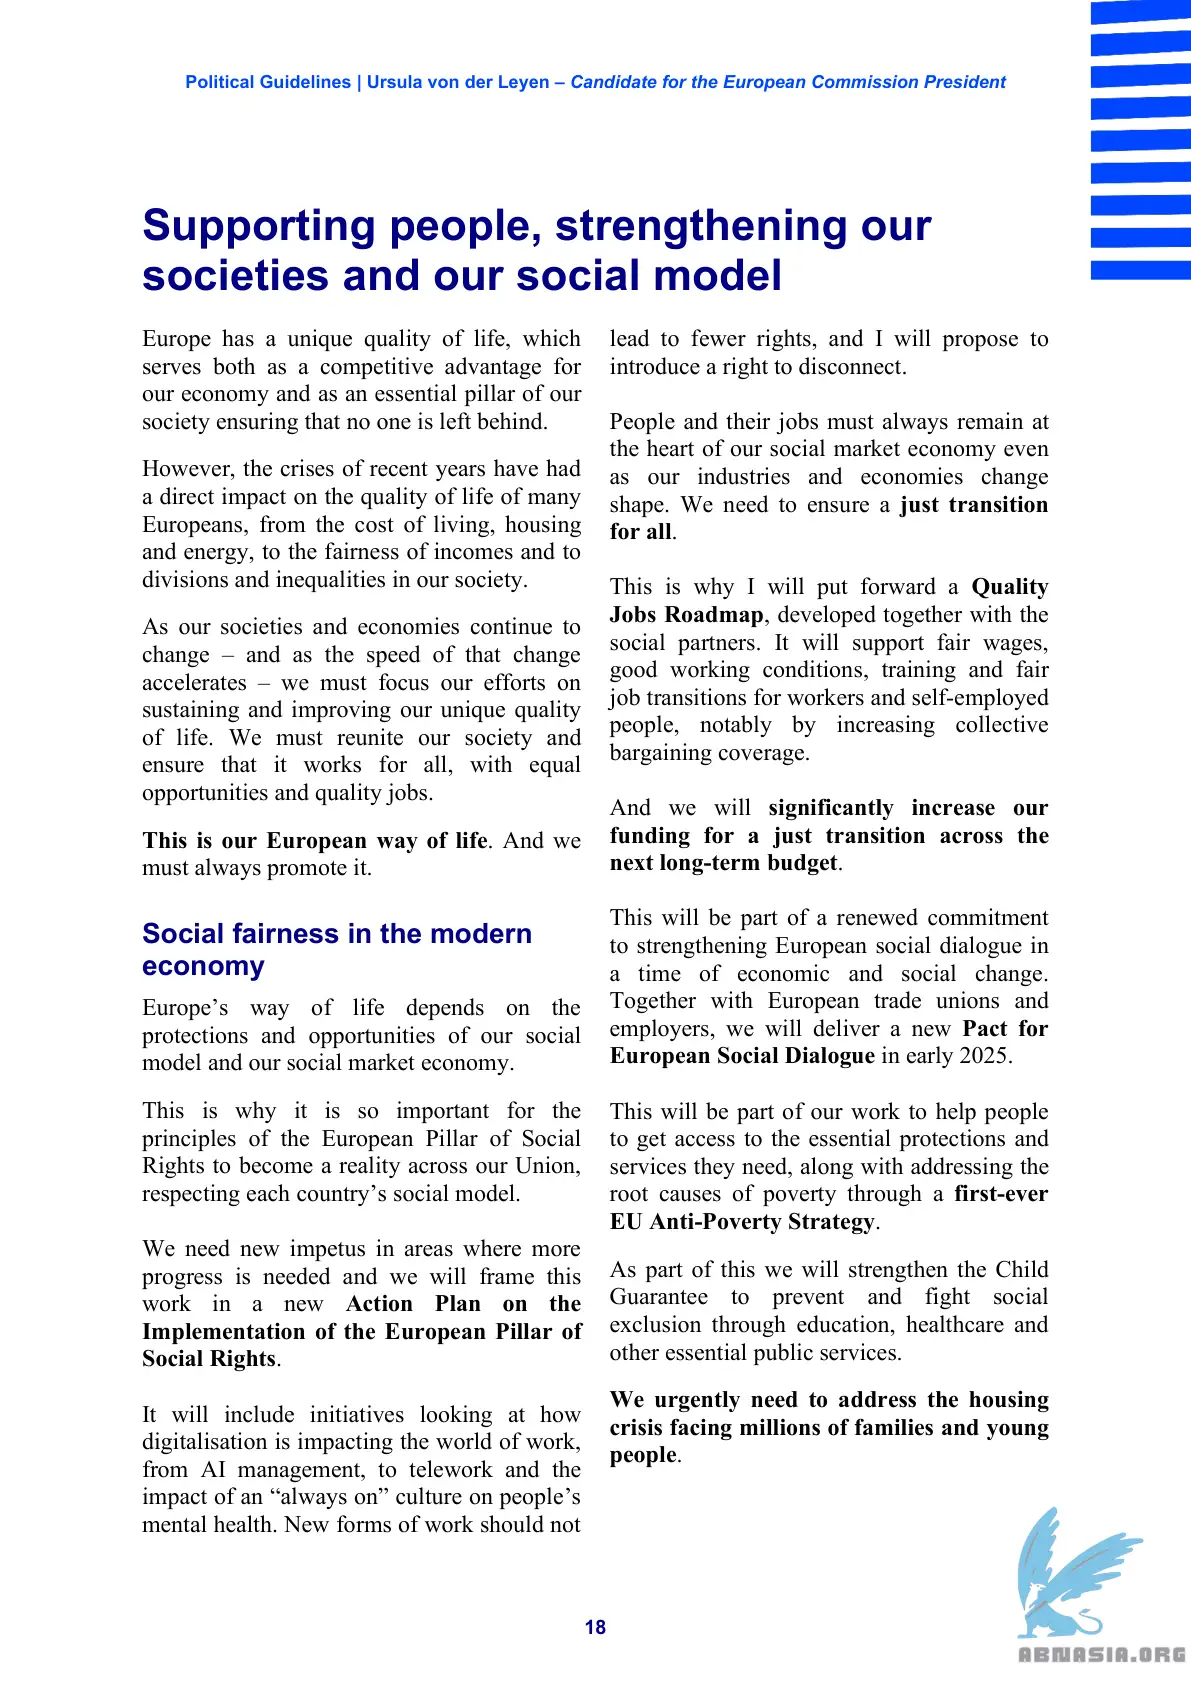 Political Guidelines | Ursula von der Leyen – Candidate for the European Commission President
Supporting people, strengthening our
societies and our social model
Europe has a unique quality of life, which
serves both as a competitive advantage for
our economy and as an essential pillar of our
society ensuring that no one is left behind.
However, the crises of recent years have had
a direct impact on the quality of life of many
Europeans, from the cost of living, housing
and energy, to the fairness of incomes and to
divisions and inequalities in our society.
As our societies and economies continue to
change – and as the speed of that change
accelerates – we must focus our efforts on
sustaining and improving our unique quality
of life. We must reunite our society and
ensure that it works for all, with equal
opportunities and quality jobs.
This is our European way of life. And we
must always promote it.
Social fairness in the modern
economy
Europe’s way of life depends on the
protections and opportunities of our social
model and our social market economy.
This is why it is so important for the
principles of the European Pillar of Social
Rights to become a reality across our Union,
respecting each country’s social model.
We need new impetus in areas where more
progress is needed and we will frame this
work in a new Action Plan on the
Implementation of the European Pillar of
Social Rights.
It will include initiatives looking at how
digitalisation is impacting the world of work,
from AI management, to telework and the
impact of an “always on” culture on people’s
mental health. New forms of work should not
lead to fewer rights, and I will propose to
introduce a right to disconnect.
People and their jobs must always remain at
the heart of our social market economy even
as our industries and economies change
shape. We need to ensure a just transition
for all.
This is why I will put forward a Quality
Jobs Roadmap, developed together with the
social partners. It will support fair wages,
good working conditions, training and fair
job transitions for workers and self-employed
people, notably by increasing collective
bargaining coverage.
And we will significantly increase our
funding for a just transition across the
next long-term budget.
This will be part of a renewed commitment
to strengthening European social dialogue in
a time of economic and social change.
Together with European trade unions and
employers, we will deliver a new Pact for
European Social Dialogue in early 2025.
This will be part of our work to help people
to get access to the essential protections and
services they need, along with addressing the
root causes of poverty through a first-ever
EU Anti-Poverty Strategy.
As part of this we will strengthen the Child
Guarantee to prevent and fight social
exclusion through education, healthcare and
other essential public services.
We urgently need to address the housing
crisis facing millions of families and young
people.
18
ABNASIA.ORG